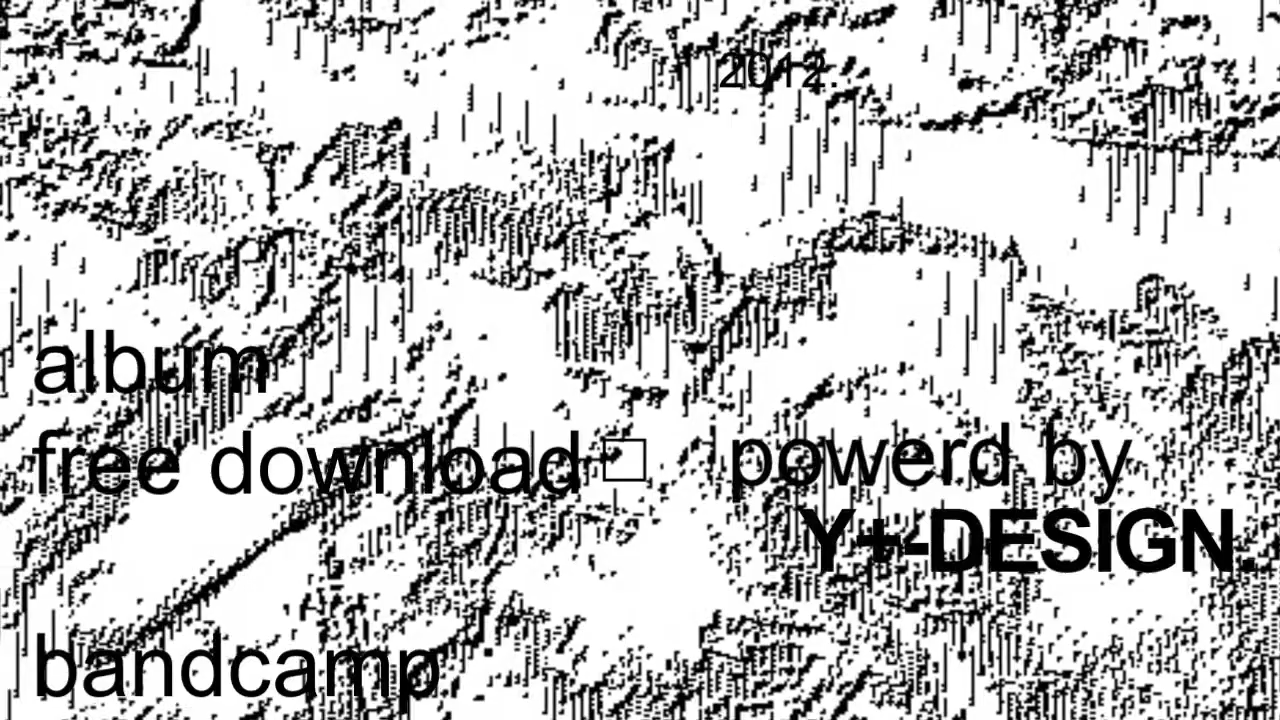 2012.
album
free download□
powerd by
Y+-DESIGN.
bandcamp